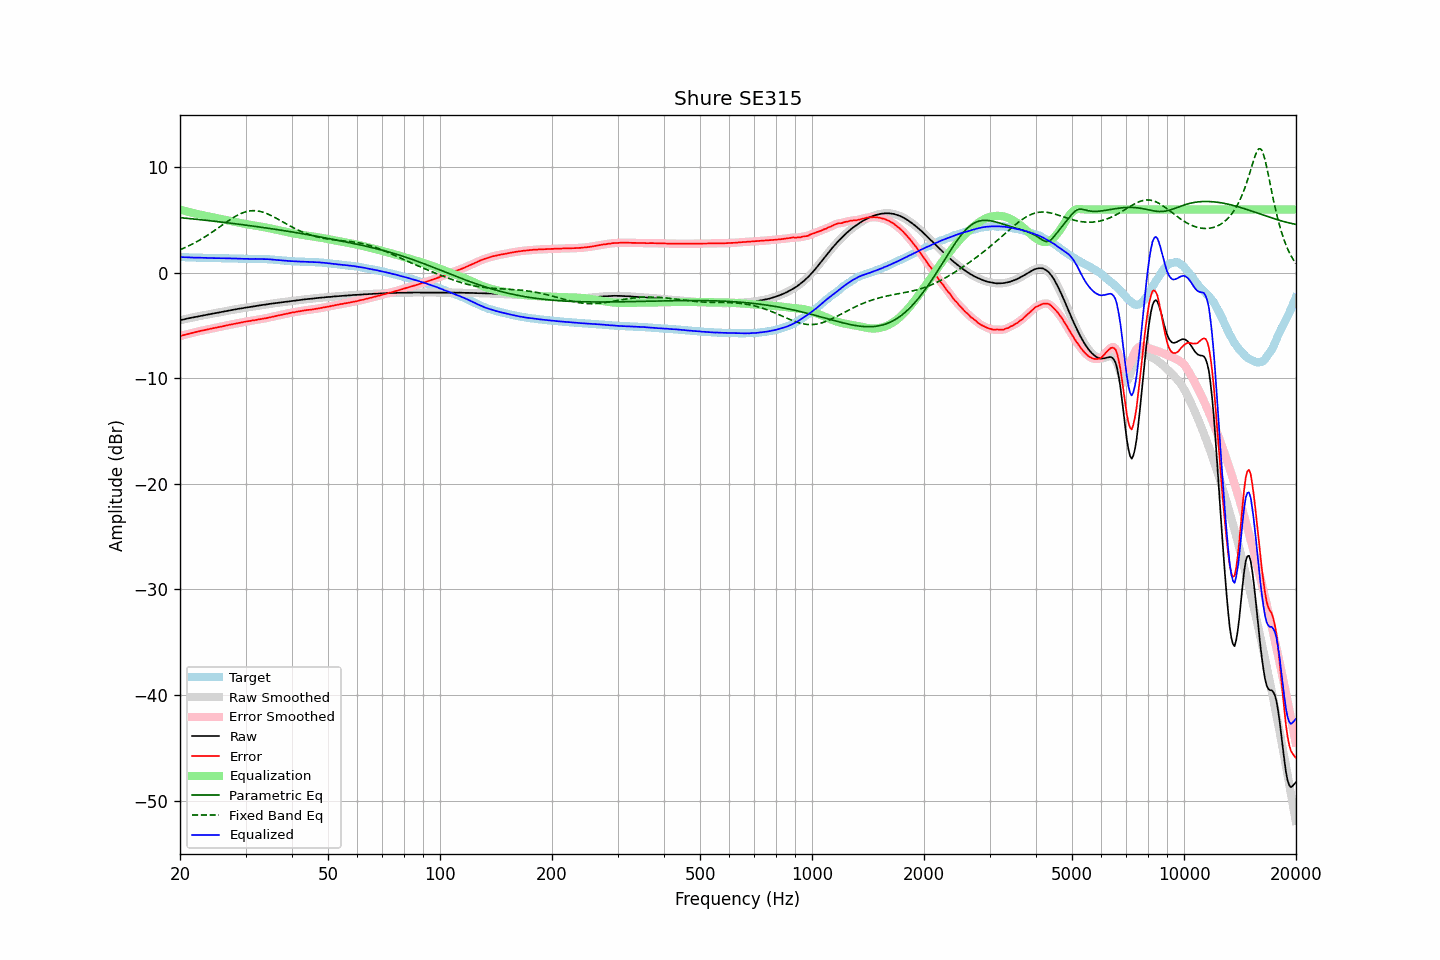 Shure SE315
10
0
−10
−20
−30
−40
−50
Amplitude (dBr)
Target
Raw Smoothed
Error Smoothed
Raw
Error
Equalization
Parametric Eq
Fixed Band Eq
Equalized
20 50 100 200 500 1000 2000 5000 10000 20000
Frequency (Hz)